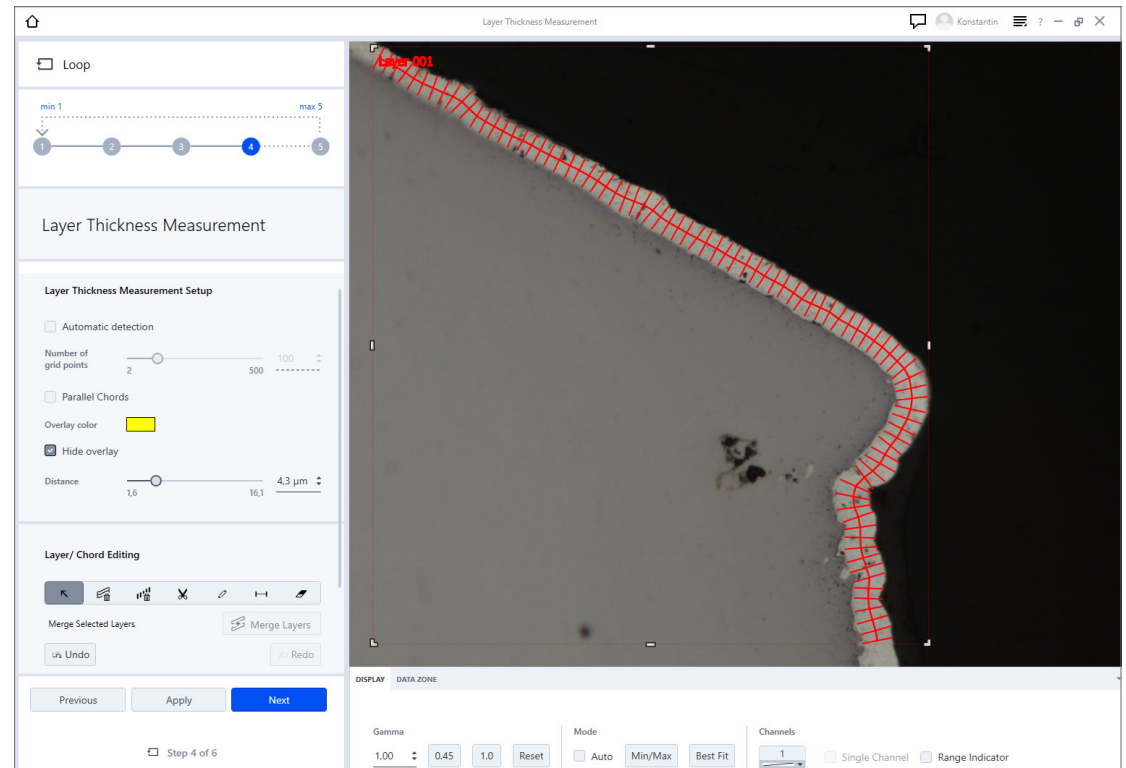 Layer Thickness Measurement
Konstantin
?
Loop
min 1
max 5
1 2 3 4 5
Layer Thickness Measurement
Layer Thickness Measurement Setup
Automatic detection
Number of
grid points
100
2
500
Parallel Chords
Overlay color
Hide overlay
Distance
4.3 µm
1,6
16,1
Layer/ Chord Editing
Merge Selected Layers
Merge Layers
Undo
Redo
Previous
Apply
Next
Step 4 of 6
Layer 001
DISPLAY DATA ZONE
Gamma
1,00
0.45
1.0
Reset
Mode
Auto
Min/Max
Best Fit
Channels
1
Single Channel
Range Indicator